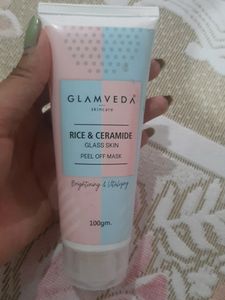 GLAMVEDA
skincare
RICE & CERAMIDE
GLASS SKIN
PEEL OFF MASK
Brightening & Vitalizing
100gm.